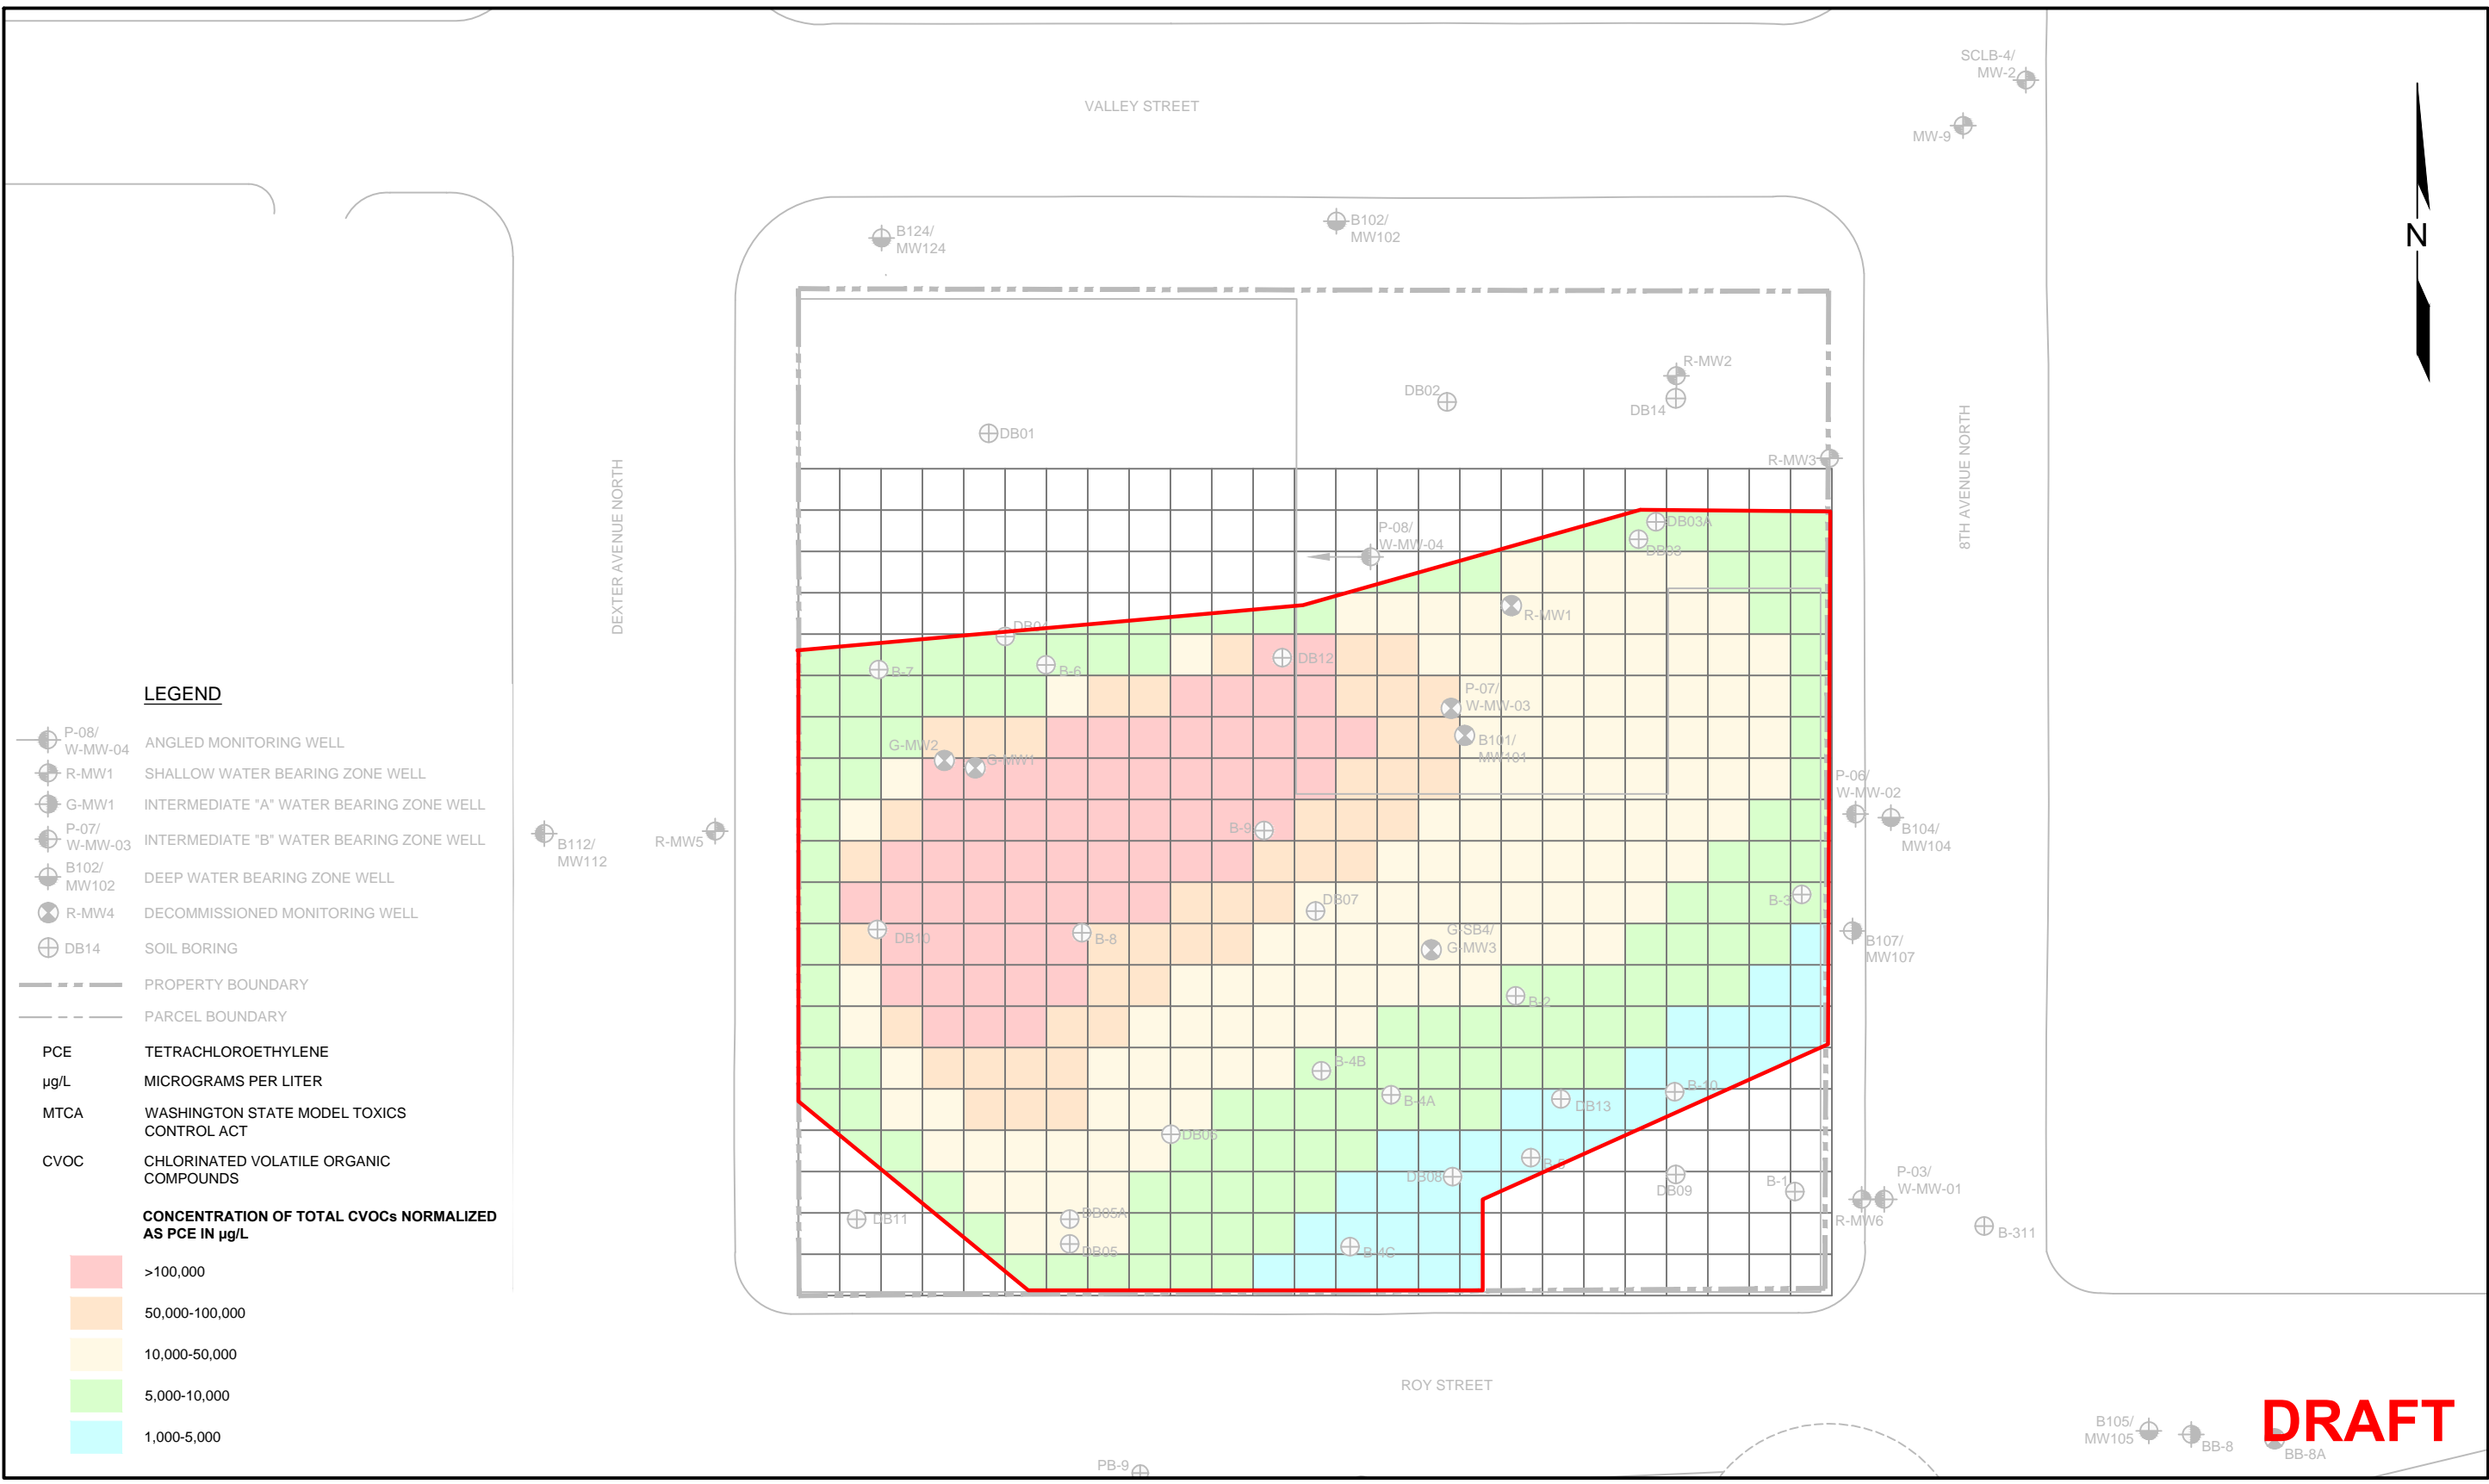 SCLB-4/
MW-2
VALLEY STREET
MW-9
B124/
MW124
B102/
MW102
N
R-MW2
DB02
DB14
DB01
DEXTER AVENUE NORTH
8TH AVENUE NORTH
R-MW3
P-08/
W-MW-04
DB03A
DB03
R-MW1
DB04
DB12
B-7
B-6
P-07/
W-MW-03
B101/
MW101
G-MW2
G-MW1
P-06/
W-MW-02
B104/
MW104
B112/
MW112
R-MW5
B-9
DB07
B-3
DB10
B-8
G-SB4/
G-MW3
B107/
MW107
B-2
B-4B
B-4A
DB13
B-10
DB06
DB08
B-5
DB09
B-1
P-03/
W-MW-01
R-MW6
B-311
DB11
DB05A
DB05
B-4C
ROY STREET
B105/
MW105
BB-8
BB-8A
PB-9
DRAFT
LEGEND
P-08/
W-MW-04 ANGLED MONITORING WELL
R-MW1 SHALLOW WATER BEARING ZONE WELL
G-MW1 INTERMEDIATE "A" WATER BEARING ZONE WELL
P-07/
W-MW-03 INTERMEDIATE "B" WATER BEARING ZONE WELL
B102/
MW102 DEEP WATER BEARING ZONE WELL
R-MW4 DECOMMISSIONED MONITORING WELL
DB14 SOIL BORING
PROPERTY BOUNDARY
PARCEL BOUNDARY
PCE TETRACHLOROETHYLENE
µg/L MICROGRAMS PER LITER
MTCA WASHINGTON STATE MODEL TOXICS
CONTROL ACT
CVOC CHLORINATED VOLATILE ORGANIC
COMPOUNDS
CONCENTRATION OF TOTAL CVOCs NORMALIZED
AS PCE IN µg/L
>100,000
50,000-100,000
10,000-50,000
5,000-10,000
1,000-5,000